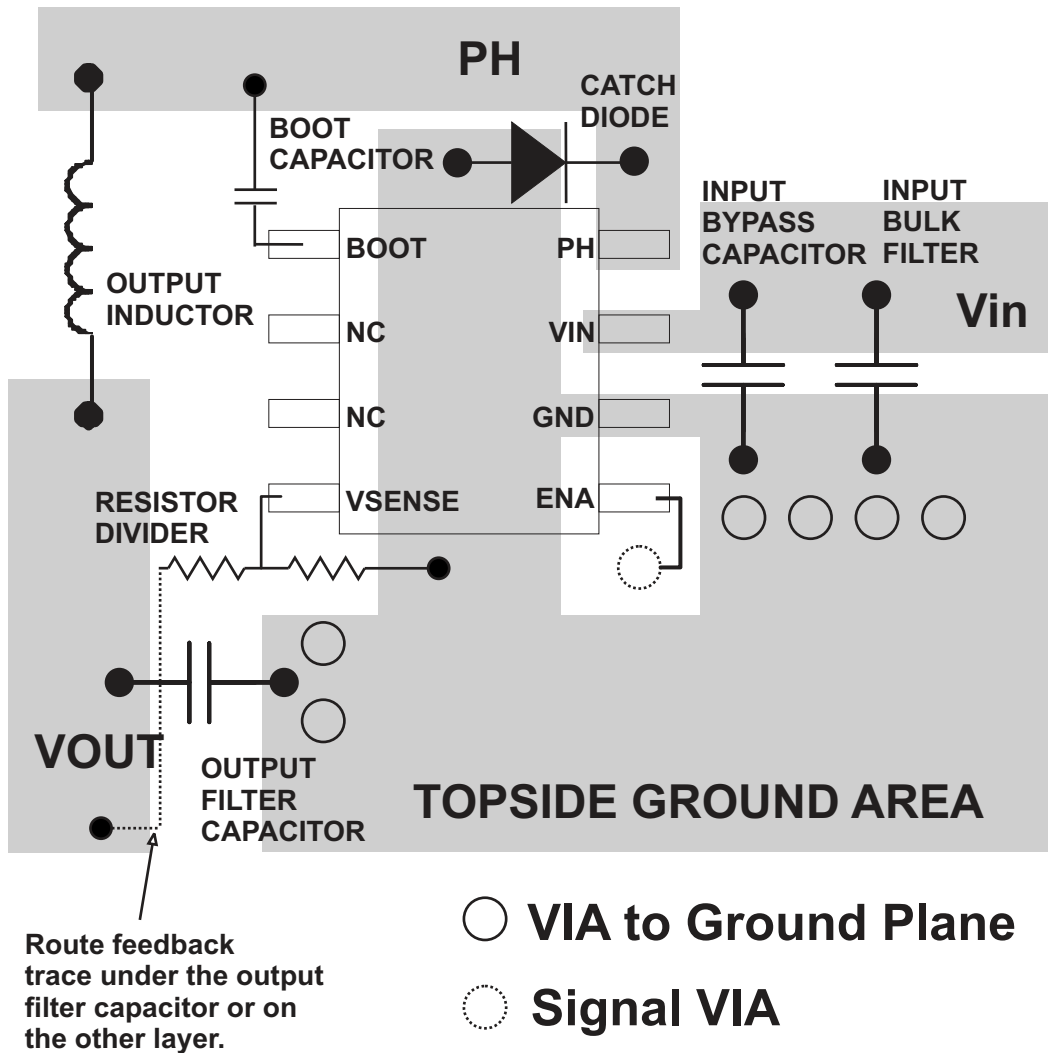 PH
CATCH
DIODE
BOOT
CAPACITOR
INPUT
BYPASS
CAPACITOR
INPUT
BULK
FILTER
BOOT
PH
OUTPUT
INDUCTOR
Vin
NC
VIN
NC
GND
RESISTOR
DIVIDER
VSENSE
ENA
VOUT
OUTPUT
FILTER
CAPACITOR
TOPSIDE GROUND AREA
Route feedback
trace under the output
filter capacitor or on
the other layer.
VIA to Ground Plane
Signal VIA